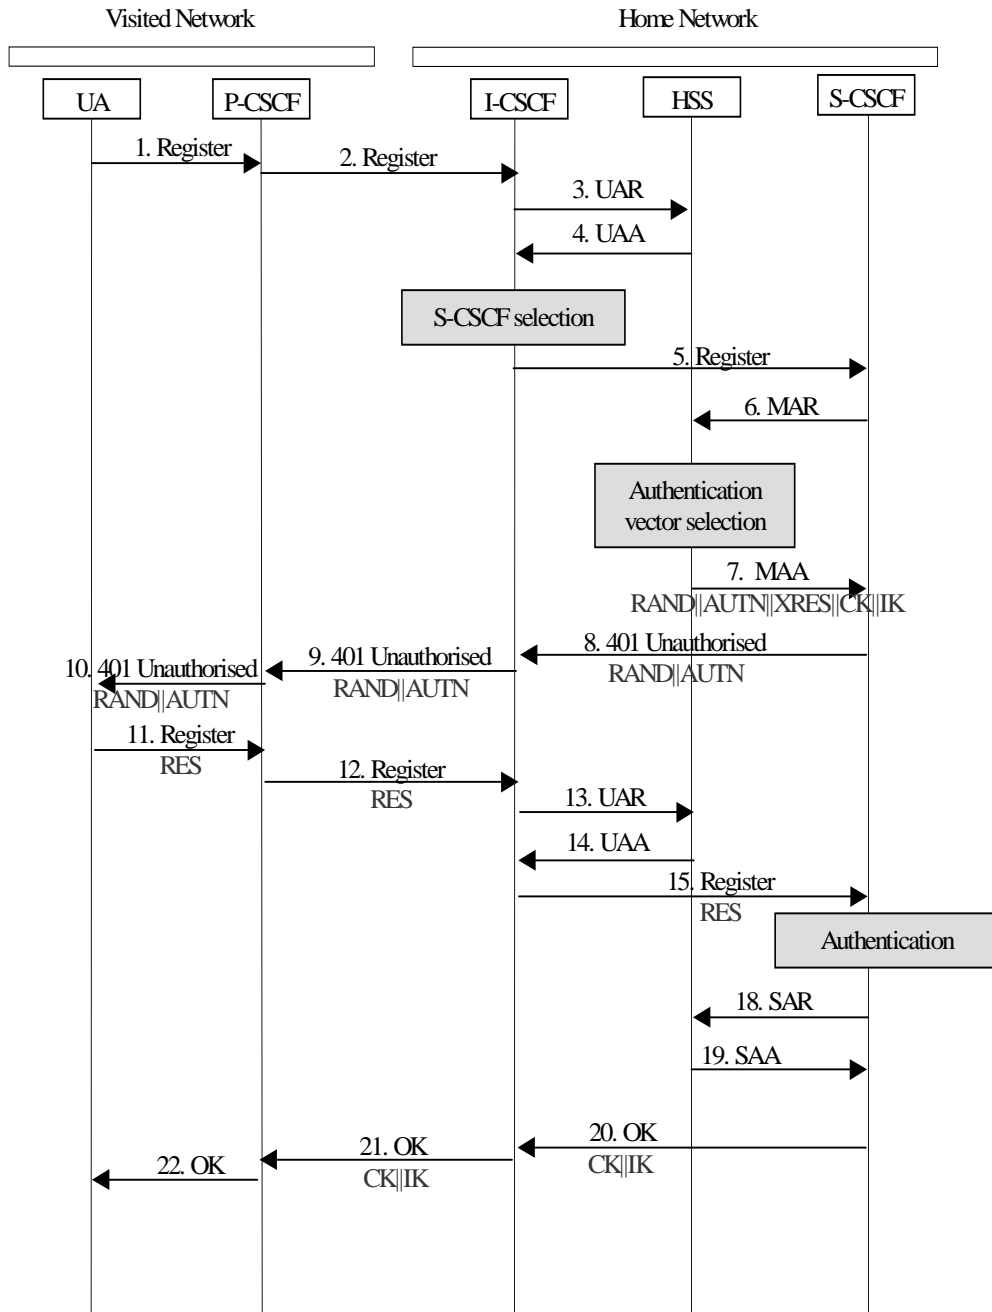 Visited Network
Home Network
UA
P-CSCF
I-CSCF
HSS
S-CSCF
1. Register
2. Register
3. UAR
4. UAA
S-CSCF selection
5. Register
6. MAR
Authentication
vector selection
7. MAA
RAND||AUTN||XRES||CK||IK
8. 401 Unauthorised
RAND||AUTN
9. 401 Unauthorised
RAND||AUTN
10. 401 Unauthorised
RAND||AUTN
11. Register
RES
12. Register
RES
13. UAR
14. UAA
15. Register
RES
Authentication
18. SAR
19. SAA
20. OK
CK||IK
21. OK
CK||IK
22. OK